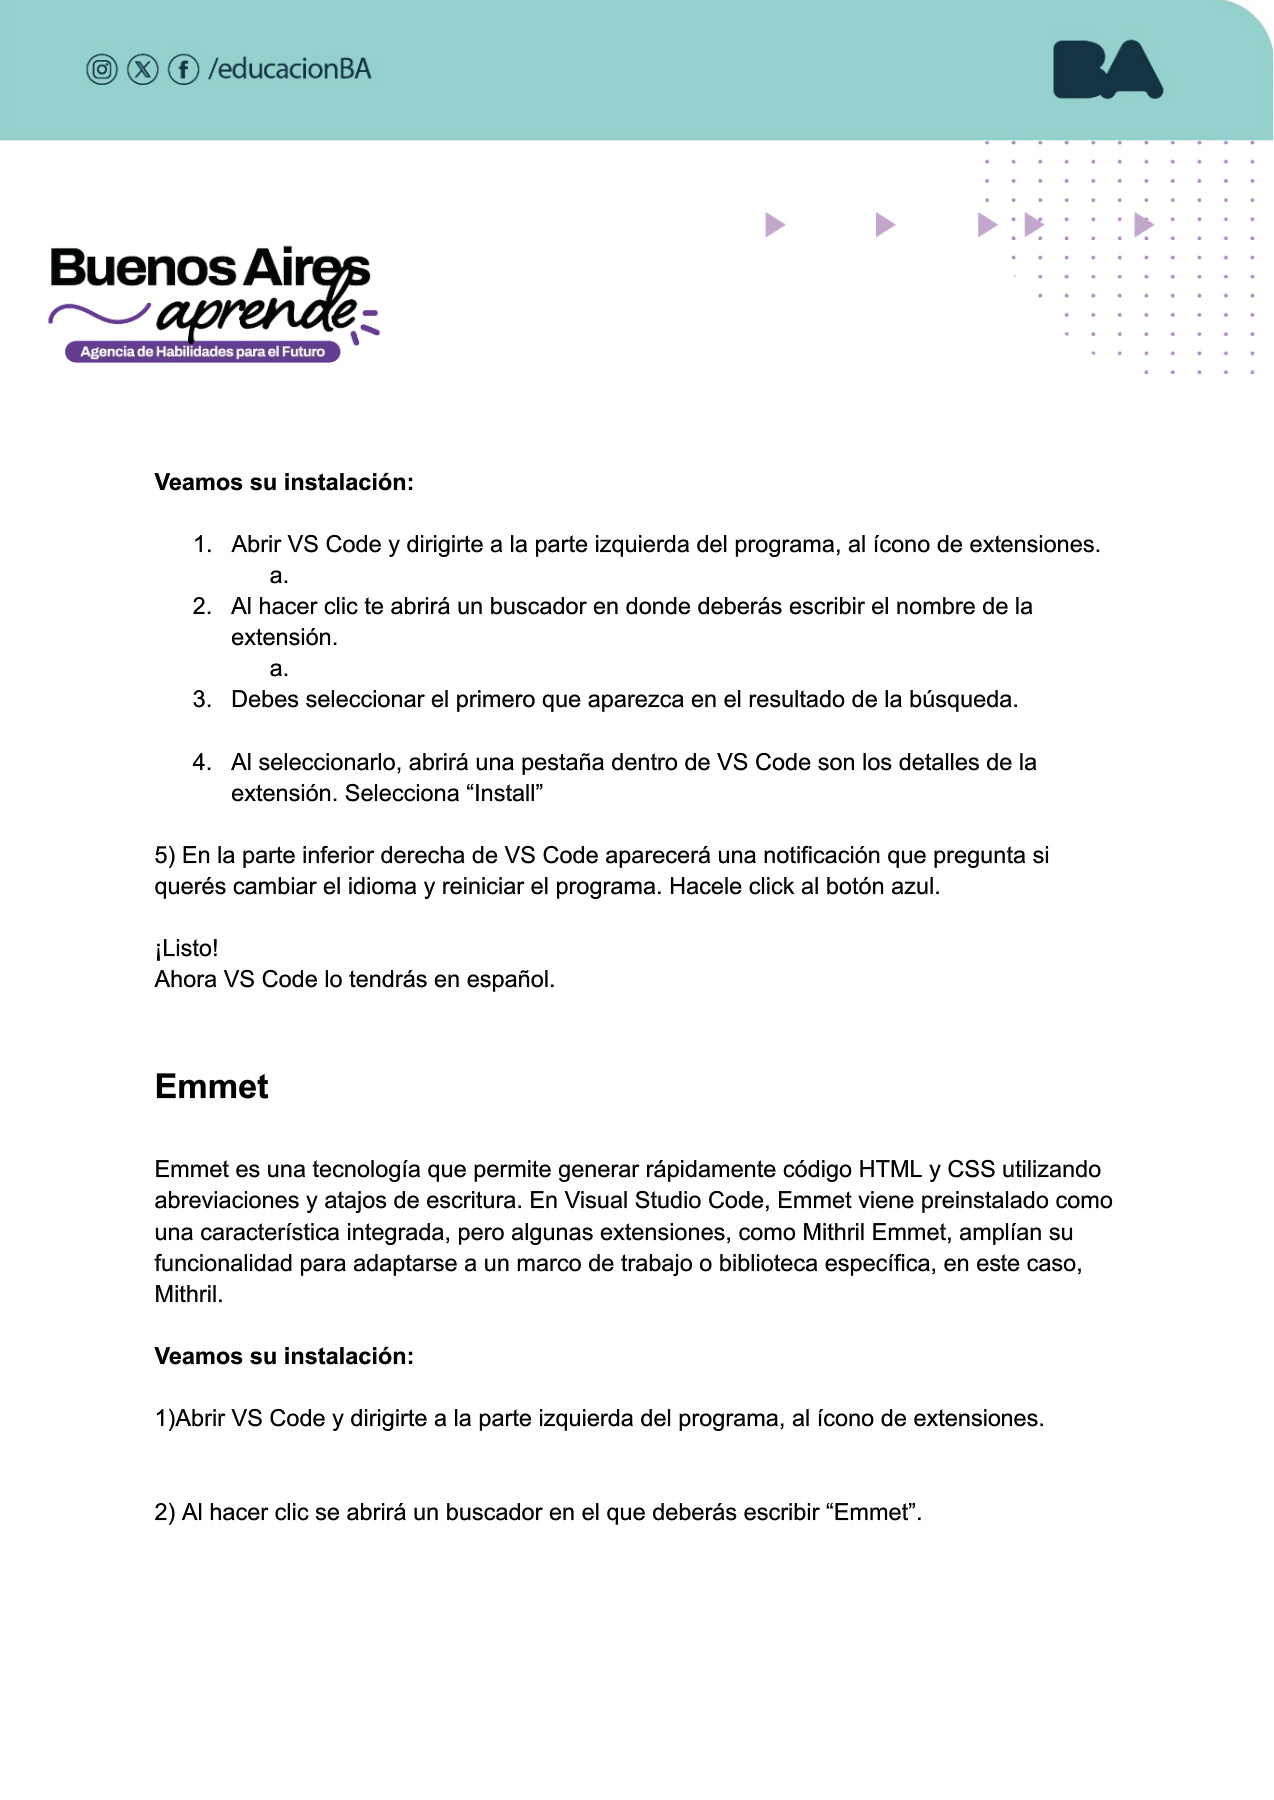 /educacionBA
BA
Buenos Aires
aprende
Agencia de Habilidades para el Futuro
Veamos su instalación:
1. Abrir VS Code y dirigirte a la parte izquierda del programa, al ícono de extensiones.
a.
2. Al hacer clic te abrirá un buscador en donde deberás escribir el nombre de la
extensión.
a.
3. Debes seleccionar el primero que aparezca en el resultado de la búsqueda.
4. Al seleccionarlo, abrirá una pestaña dentro de VS Code son los detalles de la
extensión. Selecciona “Install”
5) En la parte inferior derecha de VS Code aparecerá una notificación que pregunta si
querés cambiar el idioma y reiniciar el programa. Hacele click al botón azul.
¡Listo!
Ahora VS Code lo tendrás en español.
Emmet
Emmet es una tecnología que permite generar rápidamente código HTML y CSS utilizando
abreviaciones y atajos de escritura. En Visual Studio Code, Emmet viene preinstalado como
una característica integrada, pero algunas extensiones, como Mithril Emmet, amplían su
funcionalidad para adaptarse a un marco de trabajo o biblioteca específica, en este caso,
Mithril.
Veamos su instalación:
1)Abrir VS Code y dirigirte a la parte izquierda del programa, al ícono de extensiones.
2) Al hacer clic se abrirá un buscador en el que deberás escribir “Emmet”.